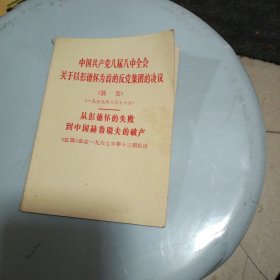 中国共产党八届八中全会
关于以彭德怀为首的反党集团的决议
（摘要）
（一九五九年八月十六日）
从彭德怀的失败
到中国赫鲁晓夫的破产
《红旗》杂志一九六七年第十三期社论